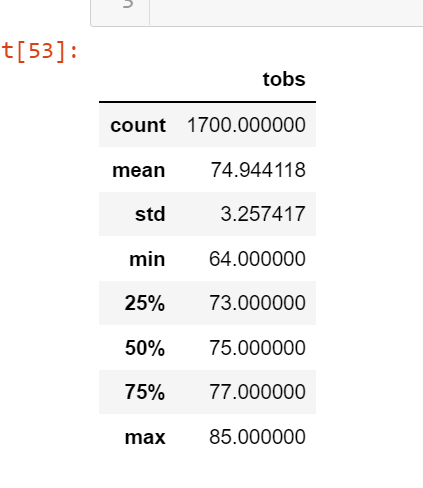 3
t[53]:
tobs
count 1700.000000
mean 74.944118
std 3.257417
min 64.000000
25% 73.000000
50% 75.000000
75% 77.000000
max 85.000000